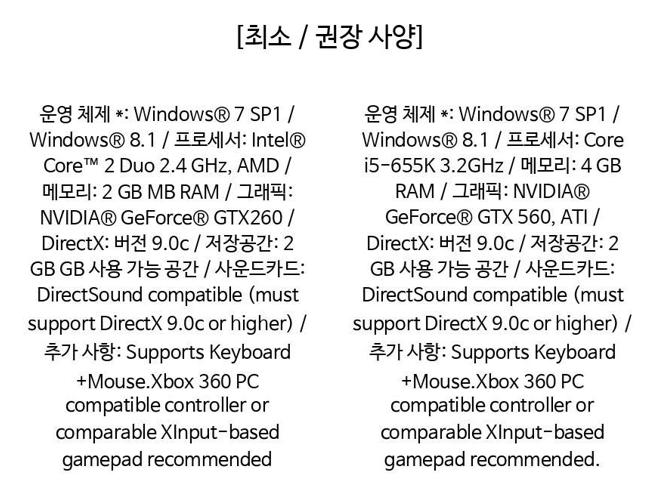 [최소 / 권장 사양]
운영 체제 *: Windows® 7 SP1 /
Windows® 8.1 / 프로세서: Intel®
Core™ 2 Duo 2.4 GHz, AMD /
메모리: 2 GB MB RAM / 그래픽:
NVIDIA® GeForce® GTX260 /
DirectX: 버전 9.0c / 저장공간: 2
GB GB 사용 가능 공간 / 사운드카드:
DirectSound compatible (must
support DirectX 9.0c or higher) /
추가 사항: Supports Keyboard
+Mouse.Xbox 360 PC
compatible controller or
comparable XInput-based
gamepad recommended
운영 체제 *: Windows® 7 SP1 /
Windows® 8.1 / 프로세서: Core
i5-655K 3.2GHz / 메모리: 4 GB
RAM / 그래픽: NVIDIA®
GeForce® GTX 560, ATI /
DirectX: 버전 9.0c / 저장공간: 2
GB 사용 가능 공간 / 사운드카드:
DirectSound compatible (must
support DirectX 9.0c or higher) /
추가 사항: Supports Keyboard
+Mouse.Xbox 360 PC
compatible controller or
comparable XInput-based
gamepad recommended.